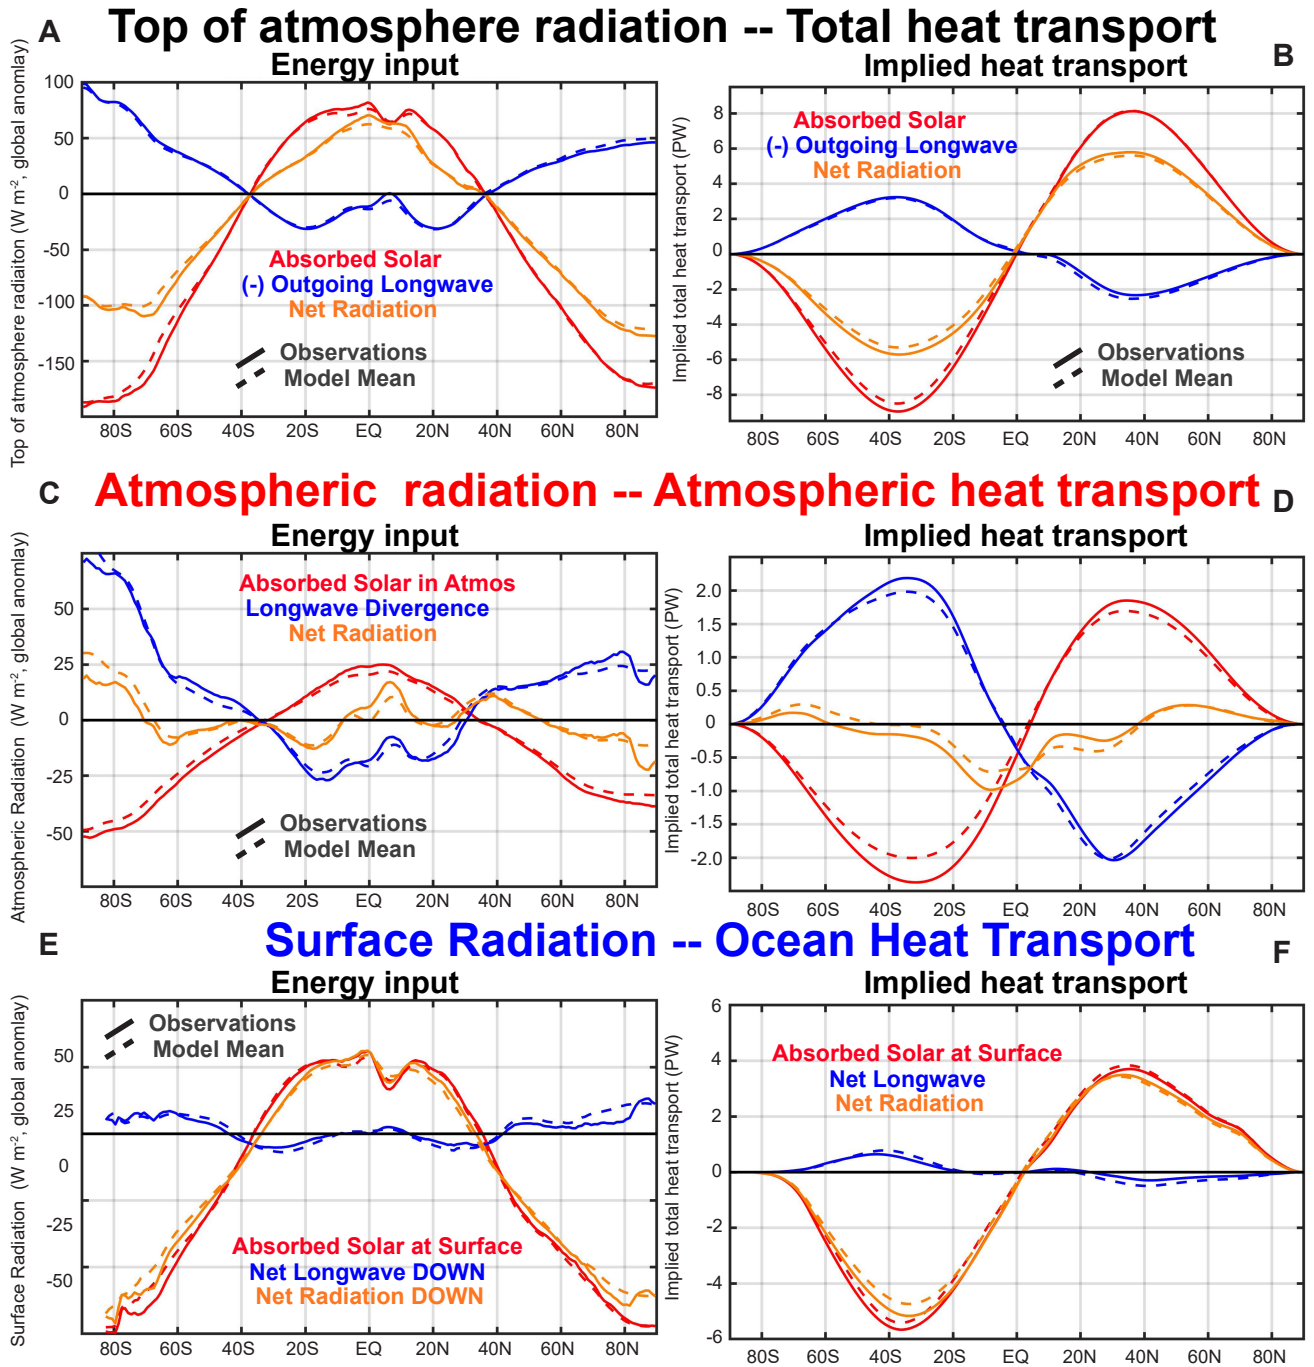 A
Top of atmosphere radiation -- Total heat transport
B
Energy input
Implied heat transport
Top of atmosphere radiaiton (W m-2, global anomlay)
100
50
0
-50
-100
-150
Absorbed Solar
(-) Outgoing Longwave
Net Radiation
Observations
Model Mean
80S 60S 40S 20S EQ 20N 40N 60N 80N
Implied total heat transport (PW)
8
6
4
2
0
-2
-4
-6
-8
Absorbed Solar
(-) Outgoing Longwave
Net Radiation
Observations
Model Mean
80S 60S 40S 20S EQ 20N 40N 60N 80N
C
Atmospheric radiation -- Atmospheric heat transport
D
Energy input
Implied heat transport
Atmospheric Radiation (W m-2, global anomlay)
50
25
0
-25
-50
Absorbed Solar in Atmos
Longwave Divergence
Net Radiation
Observations
Model Mean
80S 60S 40S 20S EQ 20N 40N 60N 80N
Implied total heat transport (PW)
2.0
1.5
1.0
0.5
0
-0.5
-1.0
-1.5
-2.0
80S 60S 40S 20S EQ 20N 40N 60N 80N
E
Surface Radiation -- Ocean Heat Transport
F
Energy input
Implied heat transport
Surface Radiation (W m-2, global anomlay)
50
25
0
-25
-50
Observations
Model Mean
Absorbed Solar at Surface
Net Longwave DOWN
Net Radiation DOWN
80S 60S 40S 20S EQ 20N 40N 60N 80N
Implied total heat transport (PW)
6
4
2
0
-2
-4
-6
Absorbed Solar at Surface
Net Longwave
Net Radiation
80S 60S 40S 20S EQ 20N 40N 60N 80N